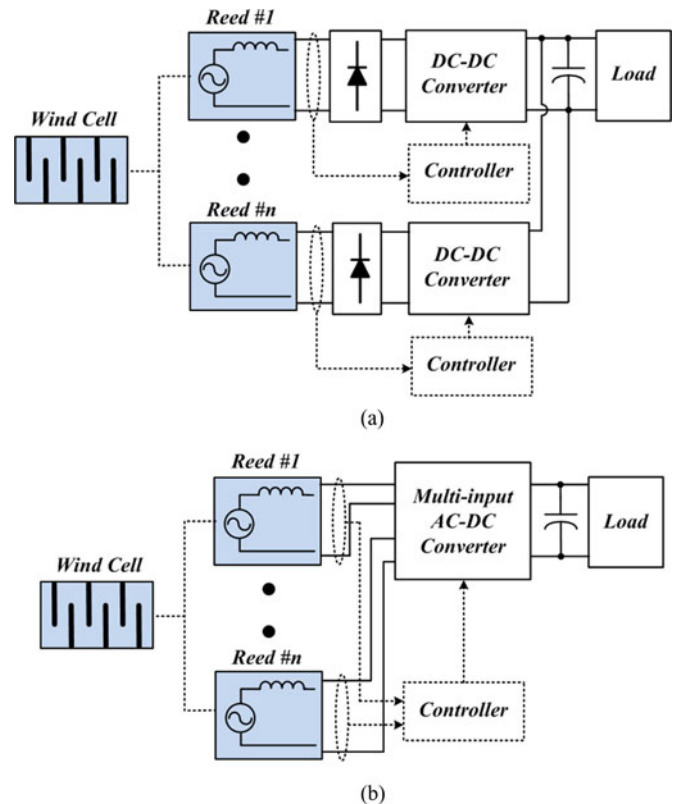 Reed #1
DC-DC
Converter
Load
Wind Cell
Controller
Reed #n
DC-DC
Converter
Controller
(a)
Reed #1
Multi-input
AC-DC
Converter
Load
Wind Cell
Reed #n
Controller
(b)